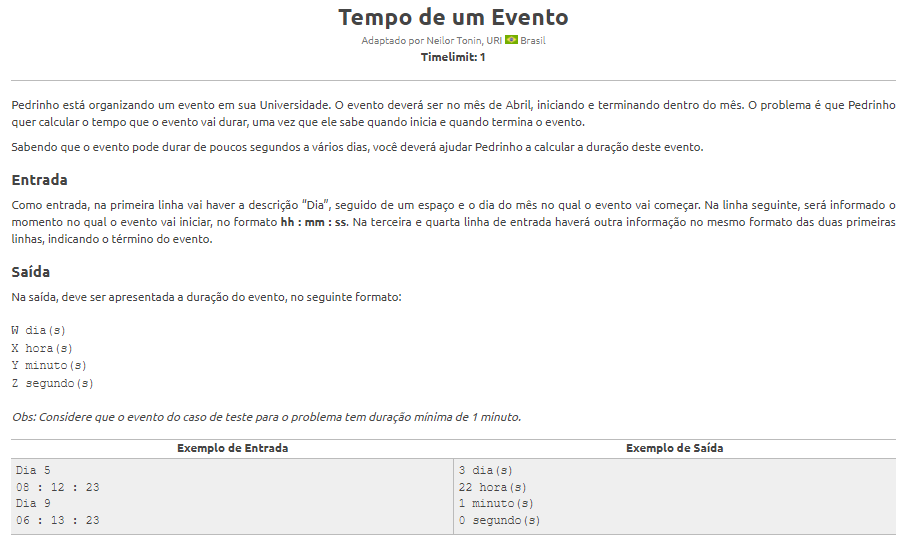 Tempo de um Evento
Adaptado por Neilor Tonin, URI Brasil
Timelimit: 1
Pedrinho está organizando um evento em sua Universidade. O evento deverá ser no mês de Abril, iniciando e terminando dentro do mês. O problema é que Pedrinho
quer calcular o tempo que o evento vai durar, uma vez que ele sabe quando inicia e quando termina o evento.
Sabendo que o evento pode durar de poucos segundos a vários dias, você deverá ajudar Pedrinho a calcular a duração deste evento.
Entrada
Como entrada, na primeira linha vai haver a descrição “Dia”, seguido de um espaço e o dia do mês no qual o evento vai começar. Na linha seguinte, será informado o
momento no qual o evento vai iniciar, no formato hh : mm : ss. Na terceira e quarta linha de entrada haverá outra informação no mesmo formato das duas primeiras
linhas, indicando o término do evento.
Saída
Na saída, deve ser apresentada a duração do evento, no seguinte formato:
W dia(s)
X hora(s)
Y minuto(s)
Z segundo(s)
Obs: Considere que o evento do caso de teste para o problema tem duração mínima de 1 minuto.
Exemplo de Entrada
Exemplo de Saída
Dia 5
08 : 12 : 23
Dia 9
06 : 13 : 23
3 dia(s)
22 hora(s)
1 minuto(s)
0 segundo(s)